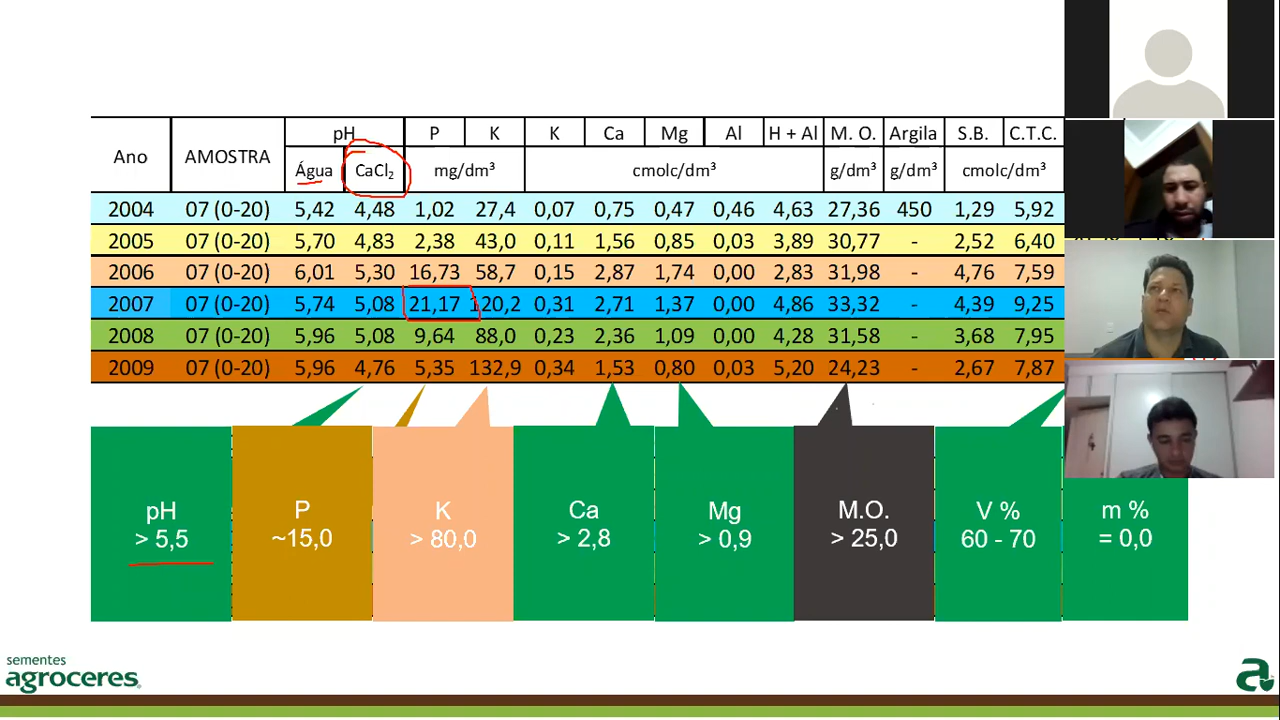 pH P K K Ca Mg Al H + Al M. O. Argila S.B. C.T.C.
Ano AMOSTRA Água CaCl₂ mg/dm³ cmolc/dm³ g/dm³ g/dm³ cmolc/dm³
2004 07 (0-20) 5,42 4,48 1,02 27,4 0,07 0,75 0,47 0,46 4,63 27,36 450 1,29 5,92
2005 07 (0-20) 5,70 4,83 2,38 43,0 0,11 1,56 0,85 0,03 3,89 30,77 - 2,52 6,40
2006 07 (0-20) 6,01 5,30 16,73 58,7 0,15 2,87 1,74 0,00 2,83 31,98 - 4,76 7,59
2007 07 (0-20) 5,74 5,08 21,17 120,2 0,31 2,71 1,37 0,00 4,86 33,32 - 4,39 9,25
2008 07 (0-20) 5,96 5,08 9,64 88,0 0,23 2,36 1,09 0,00 4,28 31,58 - 3,68 7,95
2009 07 (0-20) 5,96 4,76 5,35 132,9 0,34 1,53 0,80 0,03 5,20 24,23 - 2,67 7,87
pH P K Ca Mg M.O. V % m %
> 5,5 ~15,0 > 80,0 > 2,8 > 0,9 > 25,0 60 - 70 = 0,0
sementes
agroceres